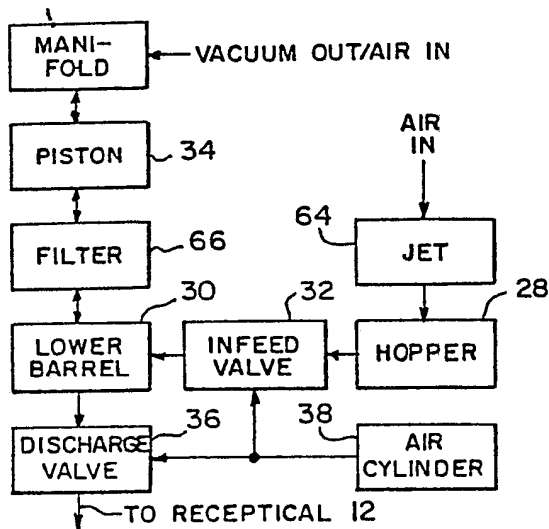 MANI-
FOLD
VACUUM OUT/AIR IN
AIR
IN
PISTON
34
64
JET
FILTER
66
30
32
28
LOWER
BARREL
INFEED
VALVE
HOPPER
36
38
DISCHARGE
VALVE
AIR
CYLINDER
TO RECEPTICAL 12